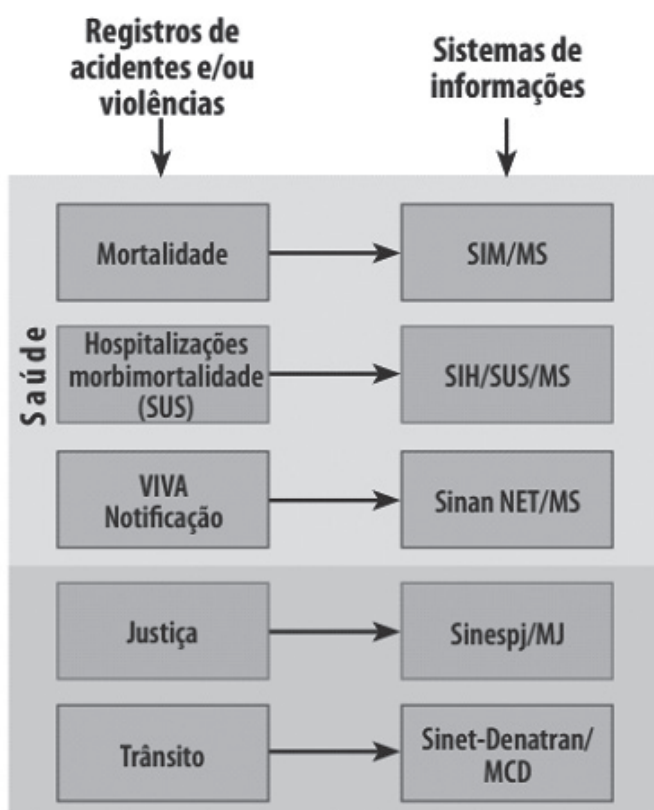 Registros de
acidentes e/ou
violências
Sistemas de
informações
Saúde
Mortalidade
SIM/MS
Hospitalizações
morbimortalidade
(SUS)
SIH/SUS/MS
VIVA
Notificação
Sinan NET/MS
Justiça
Sinespj/MJ
Trânsito
Sinet-Denatran/
MCD